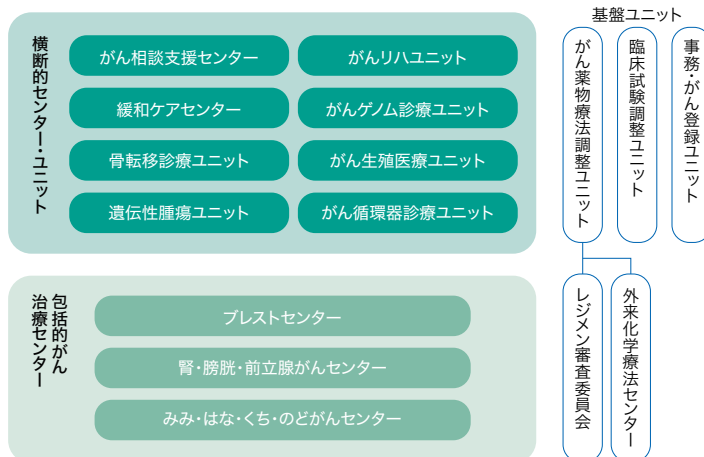 横断的センター・ユニット
がん相談支援センター
がんリハユニット
緩和ケアセンター
がんゲノム診療ユニット
骨転移診療ユニット
がん生殖医療ユニット
遺伝性腫瘍ユニット
がん循環器診療ユニット
包括的がん
治療センター
ブレストセンター
腎・膀胱・前立腺がんセンター
みみ・はな・くち・のどがんセンター
基盤ユニット
がん薬物療法調整ユニット
臨床試験調整ユニット
事務・がん登録ユニット
レジメン審査委員会
外来化学療法センター